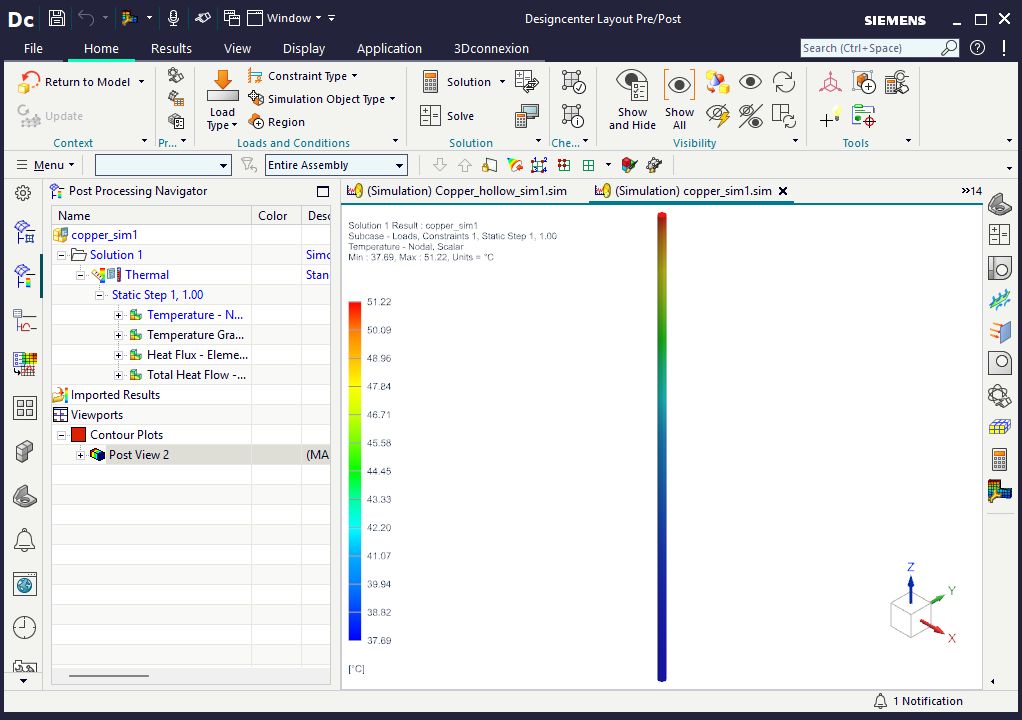 Dc
Window
Designcenter Layout Pre/Post
SIEMENS
File
Home
Results
View
Display
Application
3Dconnexion
Search (Ctrl+Space)
Return to Model
Update
Context
Pr...
Load
Type
Constraint Type
Simulation Object Type
Region
Loads and Conditions
Solution
Solve
Solution
Che...
Show
and Hide
Show
All
Visibility
Tools
Menu
Entire Assembly
Post Processing Navigator
(Simulation) Copper_hollow_sim1.sim
(Simulation) copper_sim1.sim
»14
Name
Color
Desc
copper_sim1
Solution 1
Simc
Thermal
Stan
Static Step 1, 1.00
Temperature - N...
Temperature Gra...
Heat Flux - Eleme...
Total Heat Flow -...
Imported Results
Viewports
Contour Plots
Post View 2
(MA
Solution 1 Result : copper_sim1
Subcase - Loads, Constraints 1, Static Step 1, 1.00
Temperature - Nodal, Scalar
Min : 37.69, Max : 51.22, Units = °C
51.22
50.09
48.96
47.84
46.71
45.58
44.45
43.33
42.20
41.07
39.94
38.82
37.69
[°C]
Z
Y
X
1 Notification